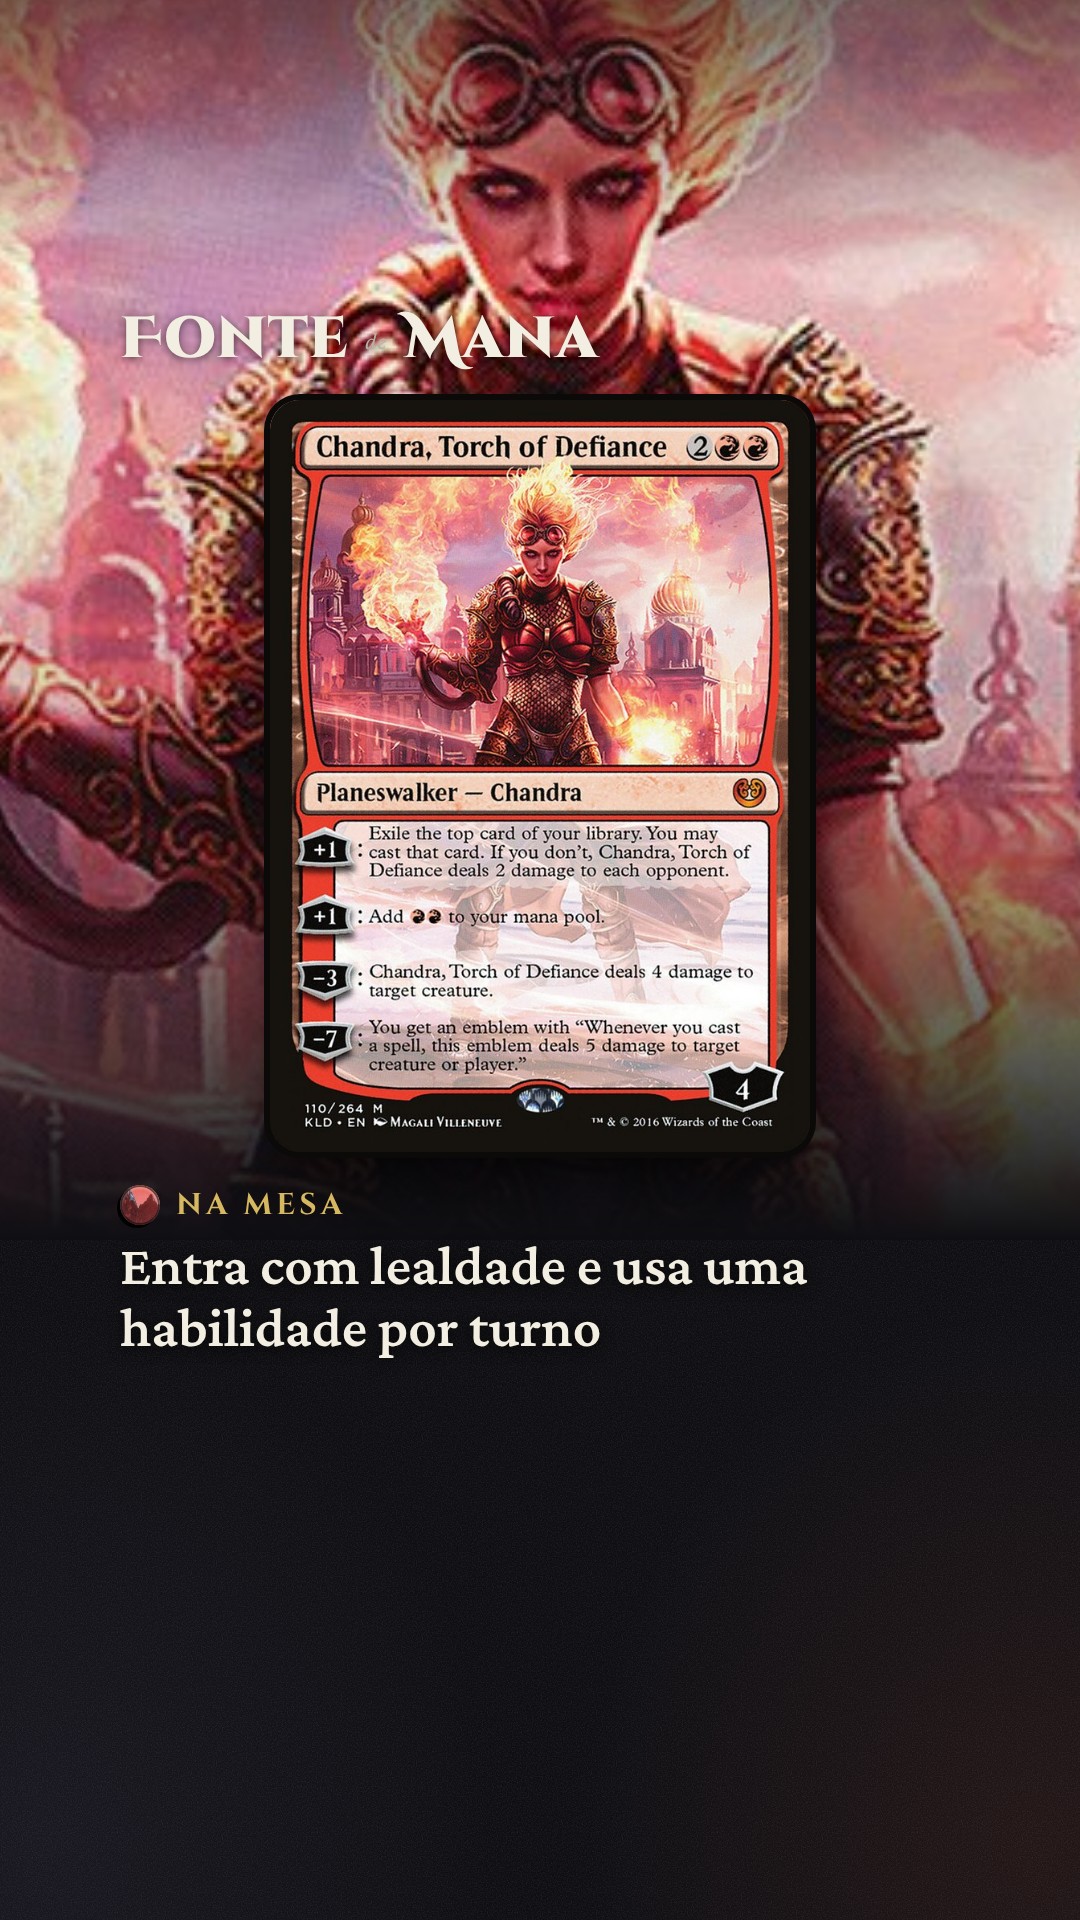 FONTE de MANA
Chandra, Torch of Defiance 2
Planeswalker — Chandra
+1 : Exile the top card of your library. You may
cast that card. If you don't, Chandra, Torch of
Defiance deals 2 damage to each opponent.
+1 : Add to your mana pool.
−3 : Chandra, Torch of Defiance deals 4 damage to
target creature.
−7 : You get an emblem with “Whenever you cast
a spell, this emblem deals 5 damage to target
creature or player.”
4
110/264 M
KLD • EN MAGALI VILLENEUVE
™ & © 2016 Wizards of the Coast
NA MESA
Entra com lealdade e usa uma
habilidade por turno